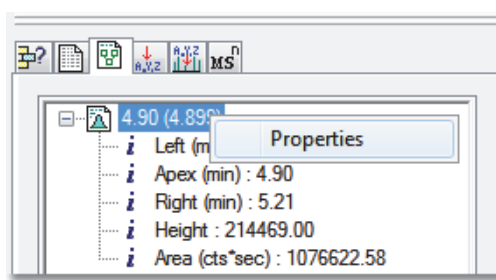 A,Y,Z
A,Y,Z
MSⁿ
4.90 (4.899)
Properties
Left (m
Apex (min) : 4.90
Right (min) : 5.21
Height : 214469.00
Area (cts*sec) : 1076622.58